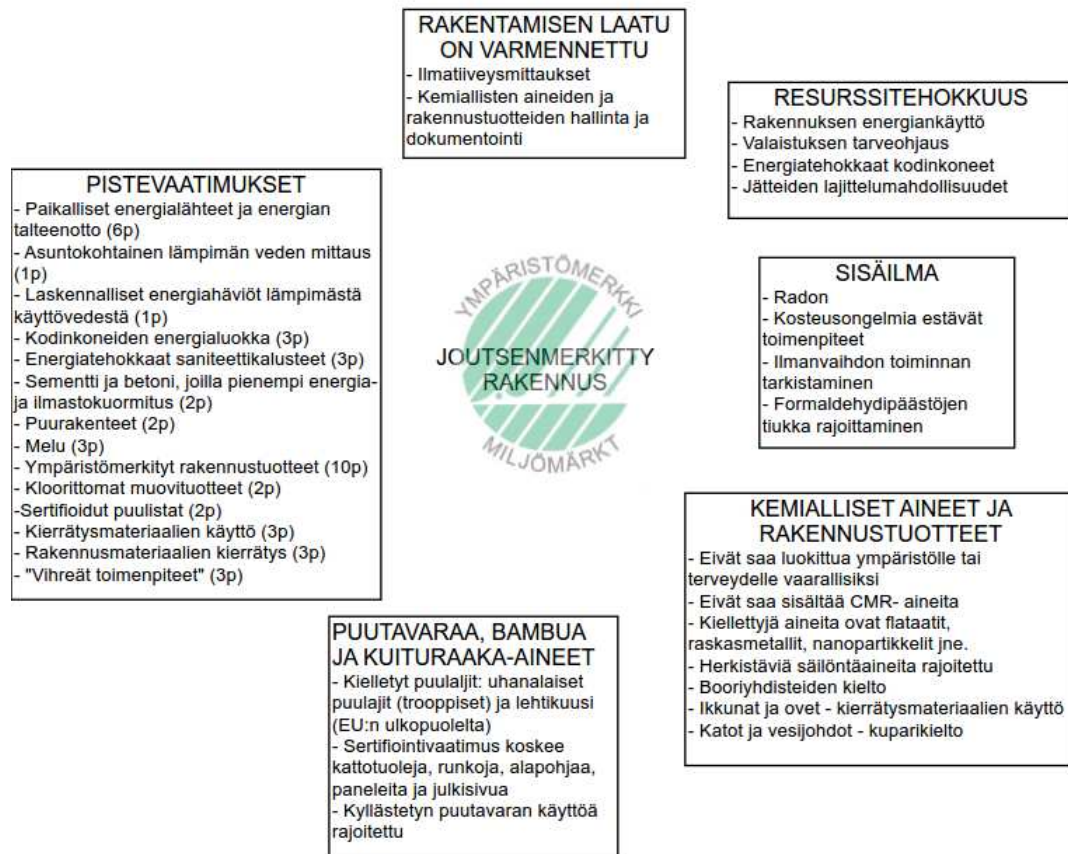 RAKENTAMISEN LAATU
ON VARMENNETTU
- Ilmatiiveysmittaukset
- Kemiallisten aineiden ja
rakennustuotteiden hallinta ja
dokumentointi
RESURSSITEHOKKUUS
- Rakennuksen energiankäyttö
- Valaistuksen tarveohjaus
- Energiatehokkaat kodinkoneet
- Jätteiden lajittelumahdollisuudet
PISTEVAATIMUKSET
- Paikalliset energialähteet ja energian
talteenotto (6p)
- Asuntokohtainen lämpimän veden mittaus
(1p)
- Laskennalliset energiahäviöt lämpimästä
käyttövedestä (1p)
- Kodinkoneiden energialuokka (3p)
- Energiatehokkaat saniteettikalusteet (3p)
- Sementti ja betoni, joilla pienempi energia-
ja ilmastokuormitus (2p)
- Puurakenteet (2p)
- Melu (3p)
- Ympäristömerkityt rakennustuotteet (10p)
- Kloorittomat muovituotteet (2p)
-Sertifioidut puulistat (2p)
- Kierrätysmateriaalien käyttö (3p)
- Rakennusmateriaalien kierrätys (3p)
- "Vihreät toimenpiteet" (3p)
YMPÄRISTÖMERKKI
JOUTSENMERKITTY
RAKENNUS
MILJÖMÄRKT
SISÄILMA
- Radon
- Kosteusongelmia estävät
toimenpiteet
- Ilmanvaihdon toiminnan
tarkistaminen
- Formaldehydipäästöjen
tiukka rajoittaminen
KEMIALLISET AINEET JA
RAKENNUSTUOTTEET
- Eivät saa luokittua ympäristölle tai
terveydelle vaarallisiksi
- Eivät saa sisältää CMR- aineita
- Kiellettyjä aineita ovat flataatit,
raskasmetallit, nanopartikkelit jne.
- Herkistäviä säilöntäaineita rajoitettu
- Booriyhdisteiden kielto
- Ikkunat ja ovet - kierrätysmateriaalien käyttö
- Katot ja vesijohdot - kuparikielto
PUUTAVARAA, BAMBUA
JA KUITURAAKA-AINEET
- Kielletyt puulaljit: uhanalaiset
puulajit (trooppiset) ja lehtikuusi
(EU:n ulkopuolelta)
- Sertifiointivaatimus koskee
kattotuoleja, runkoja, alapohjaa,
paneleita ja julkisivua
- Kyllästetyn puutavaran käyttöä
rajoitettu